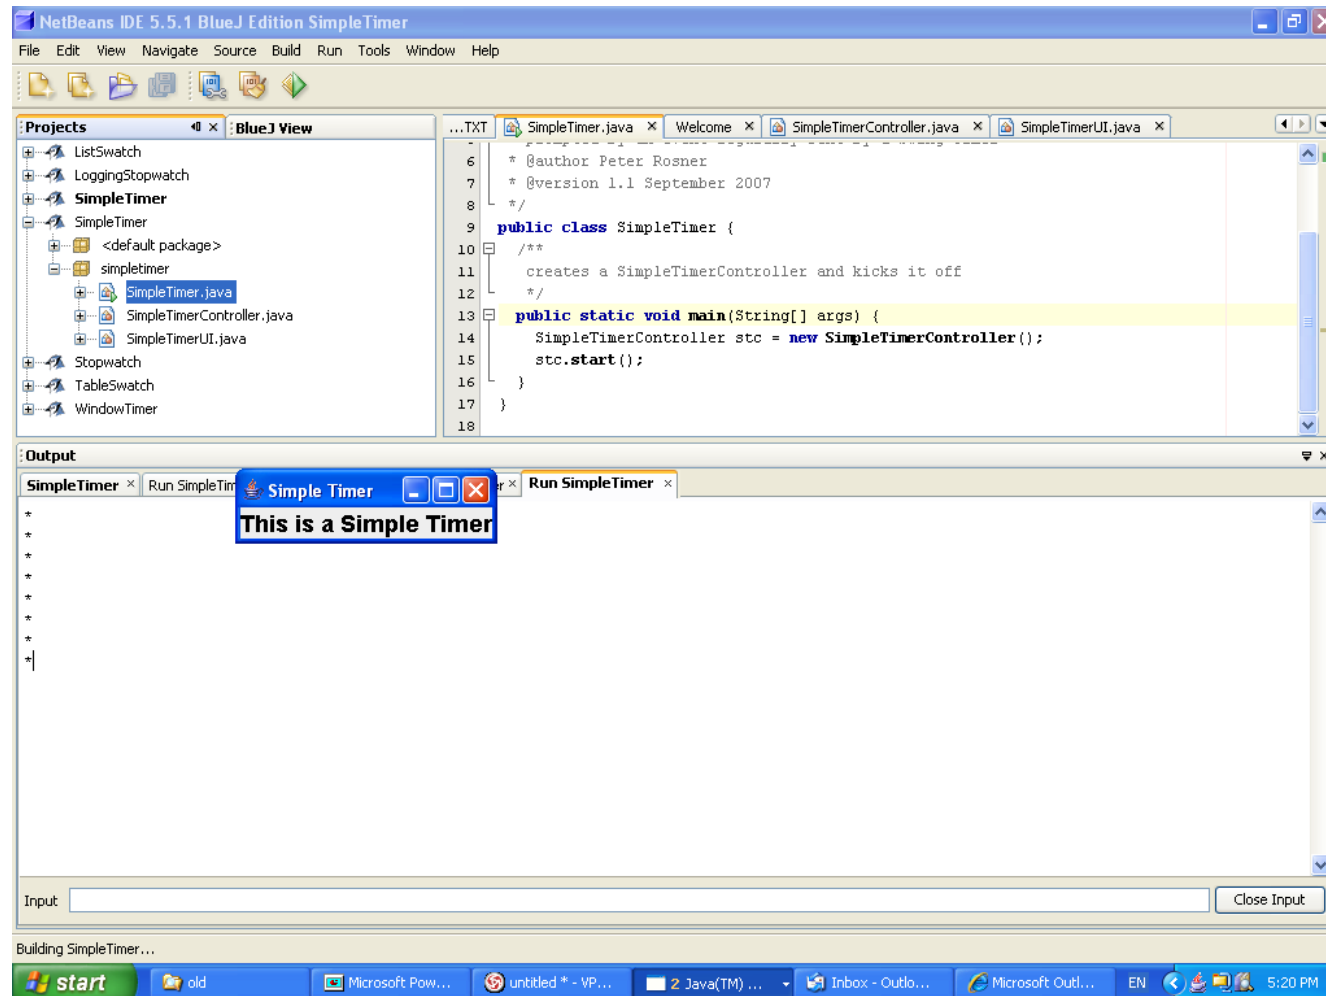 NetBeans IDE 5.5.1 BlueJ Edition SimpleTimer
File Edit View Navigate Source Build Run Tools Window Help
Projects
BlueJ View
ListSwatch
LoggingStopwatch
SimpleTimer
SimpleTimer
<default package>
simpletimer
SimpleTimer.java
SimpleTimerController.java
SimpleTimerUI.java
Stopwatch
TableSwatch
WindowTimer
...TXT SimpleTimer.java Welcome SimpleTimerController.java SimpleTimerUI.java
6 * @author Peter Rosner
7 * @version 1.1 September 2007
8 */
9 public class SimpleTimer {
10 /**
11 creates a SimpleTimerController and kicks it off
12 */
13 public static void main(String[] args) {
14 SimpleTimerController stc = new SimpleTimerController();
15 stc.start();
16 }
17 }
18
Output
SimpleTimer Run SimpleTim r Run SimpleTimer
Simple Timer
This is a Simple Timer
*
*
*
*
*
*
*
*
Input
Close Input
Building SimpleTimer...
start old Microsoft Pow... untitled * - VP... 2 Java(TM) ... Inbox - Outlo... Microsoft Outl... EN 5:20 PM